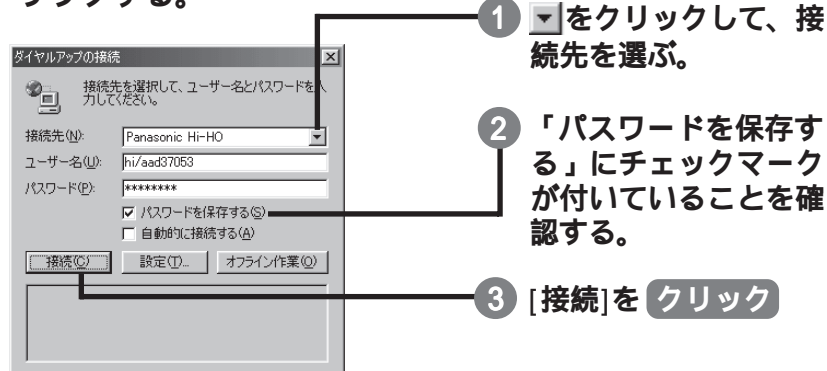 ダイヤルアップの接続
接続先を選択して、ユーザー名とパスワードを入
力してください。
接続先(N):
Panasonic Hi-HO
ユーザー名(U):
hi/aad37053
パスワード(P):
********
パスワードを保存する(S)
自動的に接続する(A)
接続(C)
設定(T)...
オフライン作業(O)
1 をクリックして、接
続先を選ぶ。
2 「パスワードを保存す
る」にチェックマーク
が付いていることを確
認する。
3 [接続]を クリック